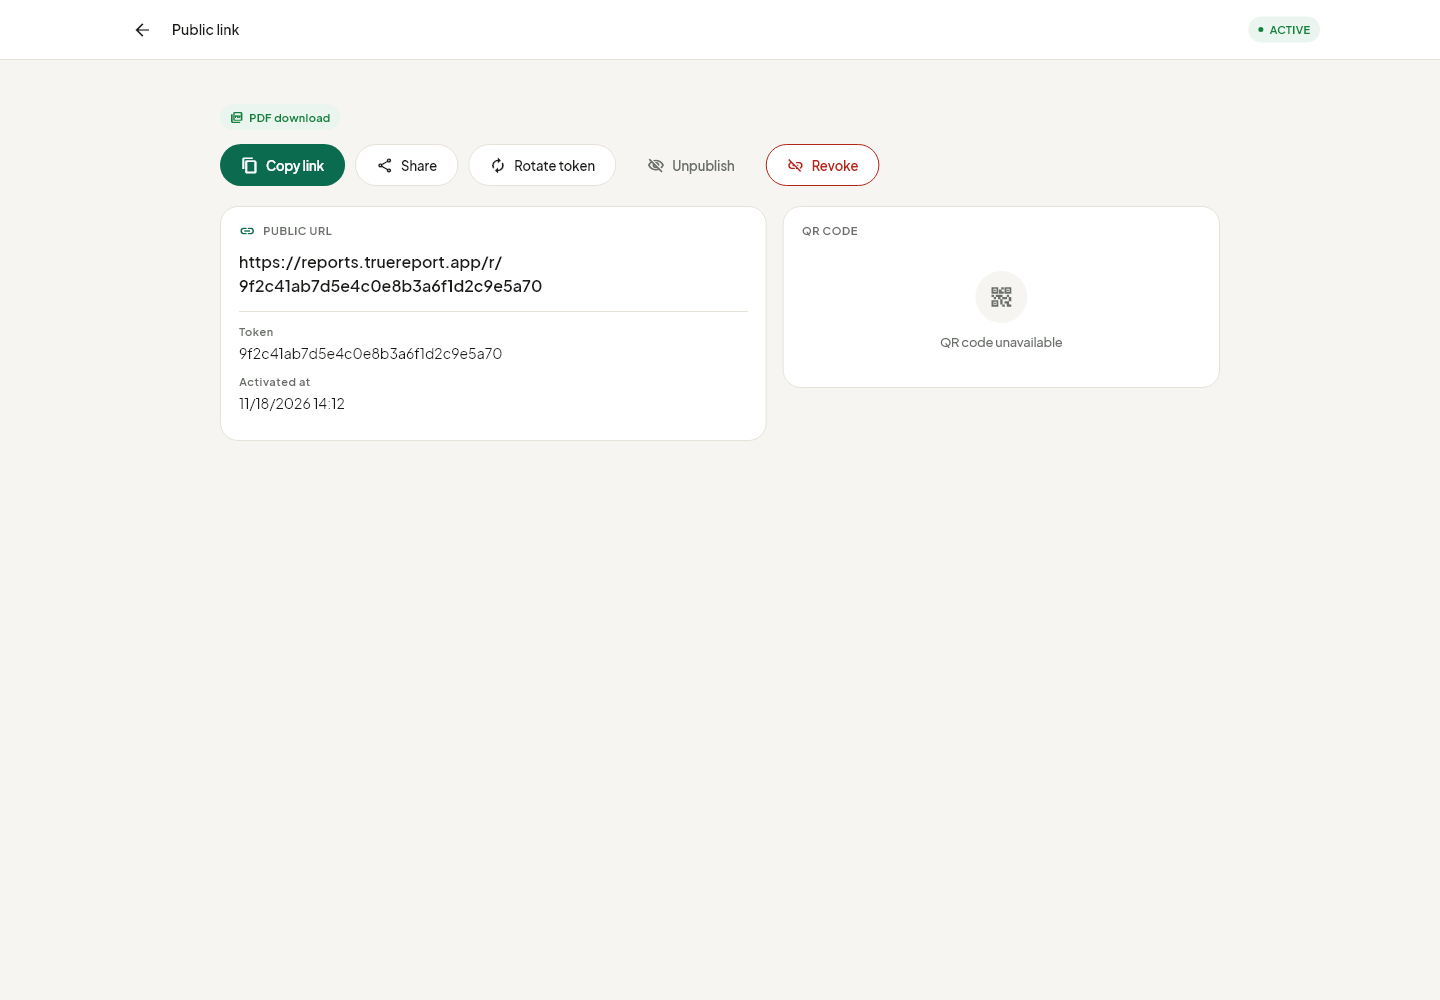 Public link
ACTIVE
PDF download
Copy link
Share
Rotate token
Unpublish
Revoke
PUBLIC URL
https://reports.truereport.app/r/
9f2c41ab7d5e4c0e8b3a6f1d2c9e5a70
Token
9f2c41ab7d5e4c0e8b3a6f1d2c9e5a70
Activated at
11/18/2026 14:12
QR CODE
QR code unavailable